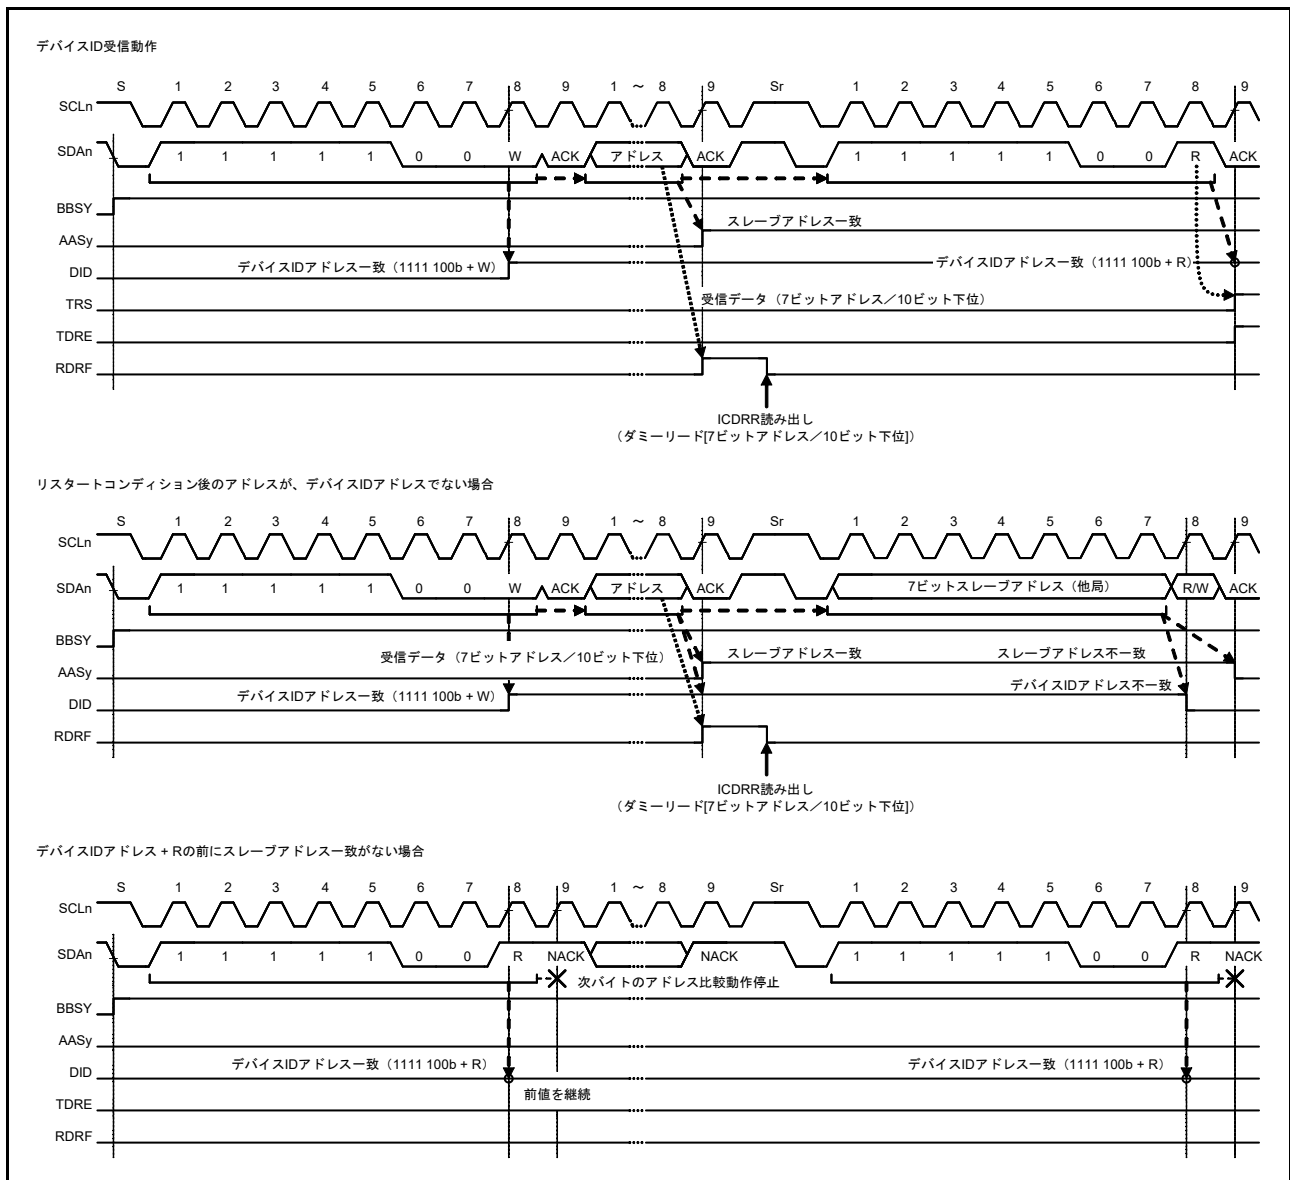 デバイスID受信動作
S 1 2 3 4 5 6 7 8 9 1 ~ 8 9 Sr 1 2 3 4 5 6 7 8 9
SCLn
SDAn 1 1 1 1 1 0 0 W ACK アドレス ACK 1 1 1 1 1 0 0 R ACK
BBSY
スレーブアドレス一致
AASy
デバイスIDアドレス一致（1111 100b + W） デバイスIDアドレス一致（1111 100b + R）
DID
TRS 受信データ（7ビットアドレス／10ビット下位）
TDRE
RDRF
ICDRR読み出し
（ダミーリード[7ビットアドレス／10ビット下位]）
リスタートコンディション後のアドレスが、デバイスIDアドレスでない場合
S 1 2 3 4 5 6 7 8 9 1 ~ 8 9 Sr 1 2 3 4 5 6 7 8 9
SCLn
SDAn 1 1 1 1 1 0 0 W ACK アドレス ACK 7ビットスレーブアドレス（他局） R/W ACK
BBSY
受信データ（7ビットアドレス／10ビット下位） スレーブアドレス一致 スレーブアドレス不一致
AASy
デバイスIDアドレス一致（1111 100b + W） デバイスIDアドレス不一致
DID
RDRF
ICDRR読み出し
（ダミーリード[7ビットアドレス／10ビット下位]）
デバイスIDアドレス + Rの前にスレーブアドレス一致がない場合
S 1 2 3 4 5 6 7 8 9 1 ~ 8 9 Sr 1 2 3 4 5 6 7 8 9
SCLn
SDAn 1 1 1 1 1 0 0 R NACK NACK 1 1 1 1 1 0 0 R NACK
次バイトのアドレス比較動作停止
BBSY
AASy
デバイスIDアドレス一致（1111 100b + R） デバイスIDアドレス一致（1111 100b + R）
DID
前値を継続
TDRE
RDRF